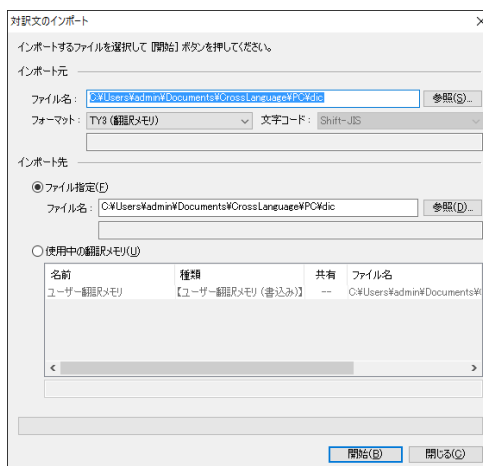 対訳文のインポート
インポートするファイルを選択して [開始] ボタンを押してください。
インポート元
ファイル名: C:¥Users¥admin¥Documents¥CrossLanguage¥PC¥dic 参照(S)...
フォーマット: TY3 (翻訳メモリ) 文字コード: Shift-JIS
インポート先
ファイル指定(F)
ファイル名: C:¥Users¥admin¥Documents¥CrossLanguage¥PC¥dic 参照(D)...
使用中の翻訳メモリ(U)
名前 種類 共有 ファイル名
ユーザー翻訳メモリ 【ユーザー翻訳メモリ (書込み)】 -- C:¥Users¥admin¥Documents¥
開始(B) 閉じる(C)